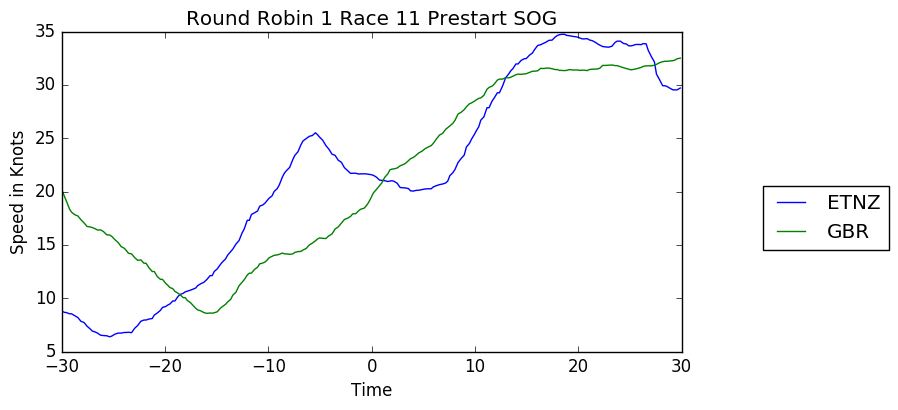 Round Robin 1 Race 11 Prestart SOG
35
30
25
20
15
10
5
Speed in Knots
−30 −20 −10 0 10 20 30
Time
ETNZ
GBR